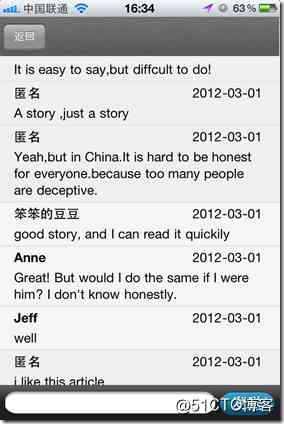 中国联通 16:34 63%
返回
It is easy to say,but diffcult to do!
匿名 2012-03-01
A story ,just a story
匿名 2012-03-01
Yeah,but in China.It is hard to be honest
for everyone.because too many people
are deceptive.
笨笨的豆豆 2012-03-01
good story, and I can read it quickily
Anne 2012-03-01
Great! But would I do the same if I were
him? I don't know honestly.
Jeff 2012-03-01
well
匿名 2012-03-01
i like this article
@51CTO博客